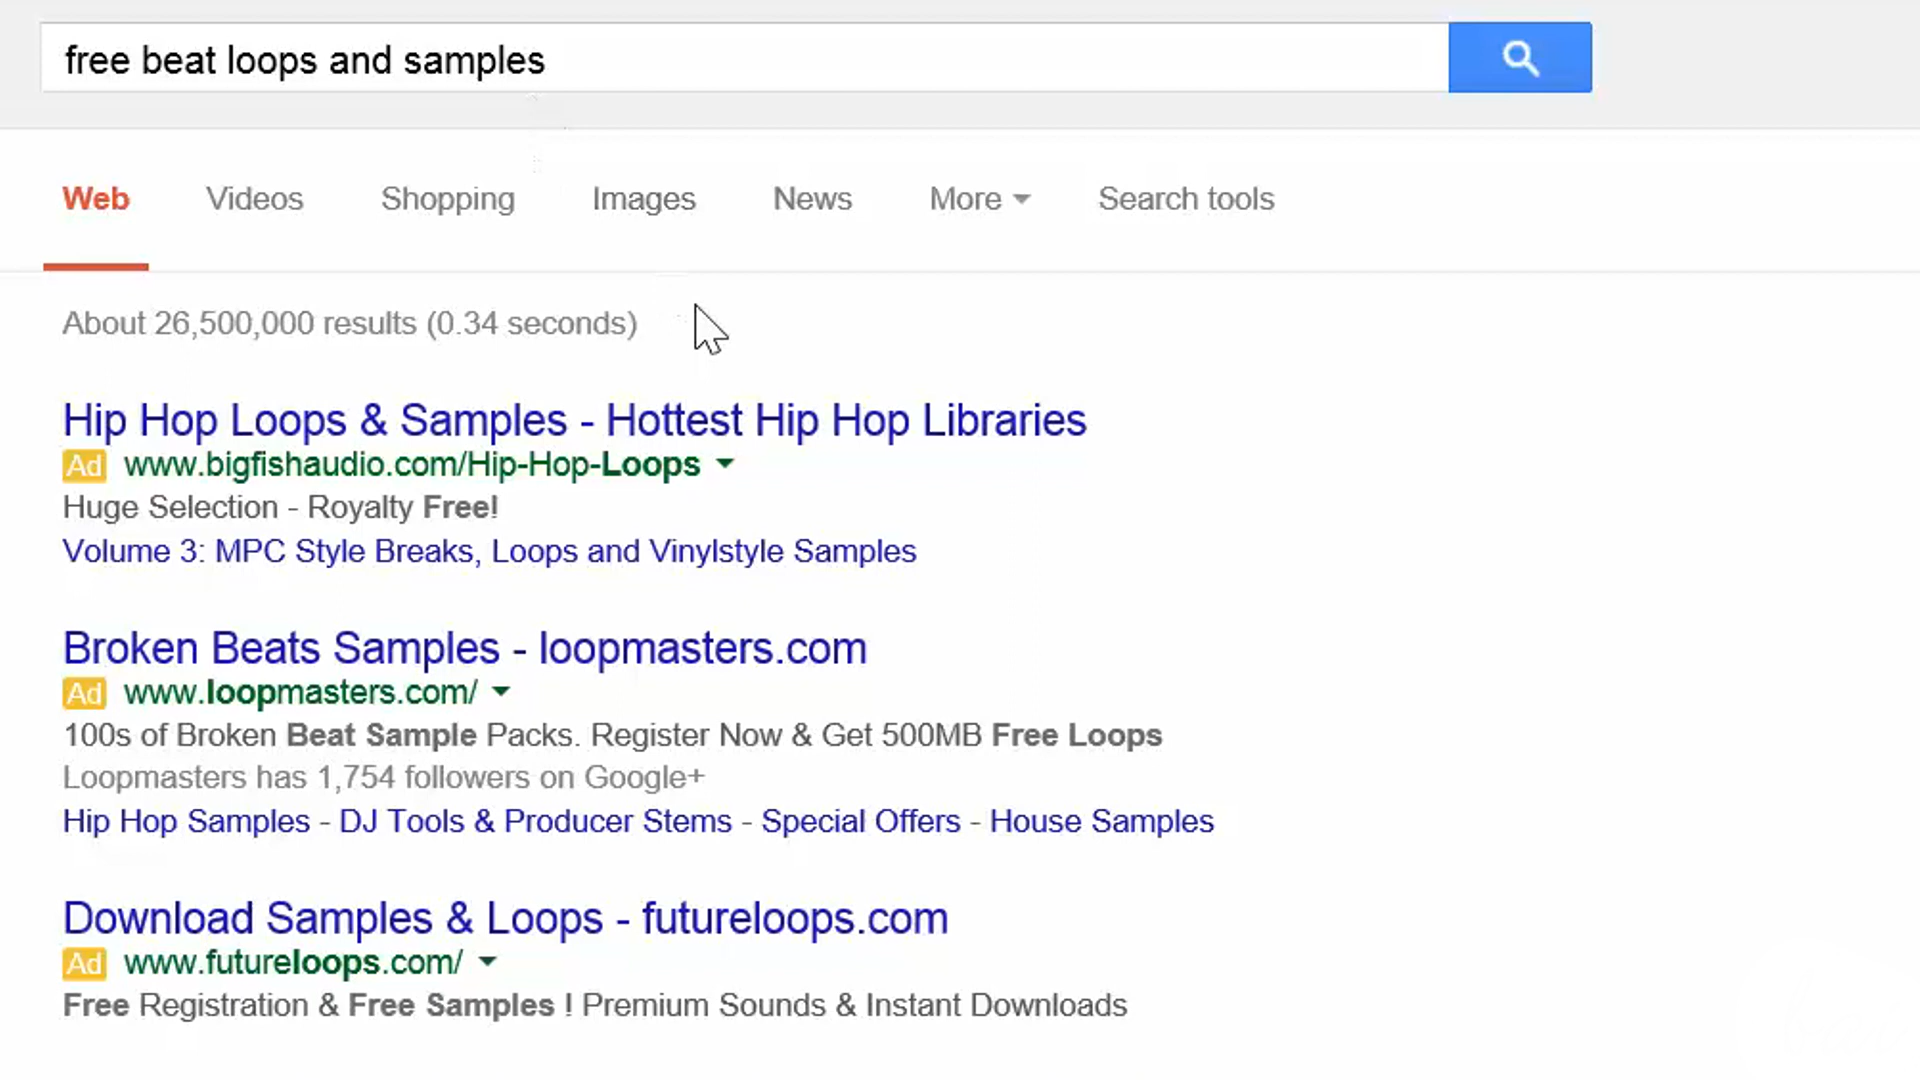 free beat loops and samples
Web Videos Shopping Images News More Search tools
About 26,500,000 results (0.34 seconds)
Hip Hop Loops & Samples - Hottest Hip Hop Libraries
Ad www.bigfishaudio.com/Hip-Hop-Loops
Huge Selection - Royalty Free!
Volume 3: MPC Style Breaks, Loops and Vinylstyle Samples
Broken Beats Samples - loopmasters.com
Ad www.loopmasters.com/
100s of Broken Beat Sample Packs. Register Now & Get 500MB Free Loops
Loopmasters has 1,754 followers on Google+
Hip Hop Samples - DJ Tools & Producer Stems - Special Offers - House Samples
Download Samples & Loops - futureloops.com
Ad www.futureloops.com/
Free Registration & Free Samples ! Premium Sounds & Instant Downloads